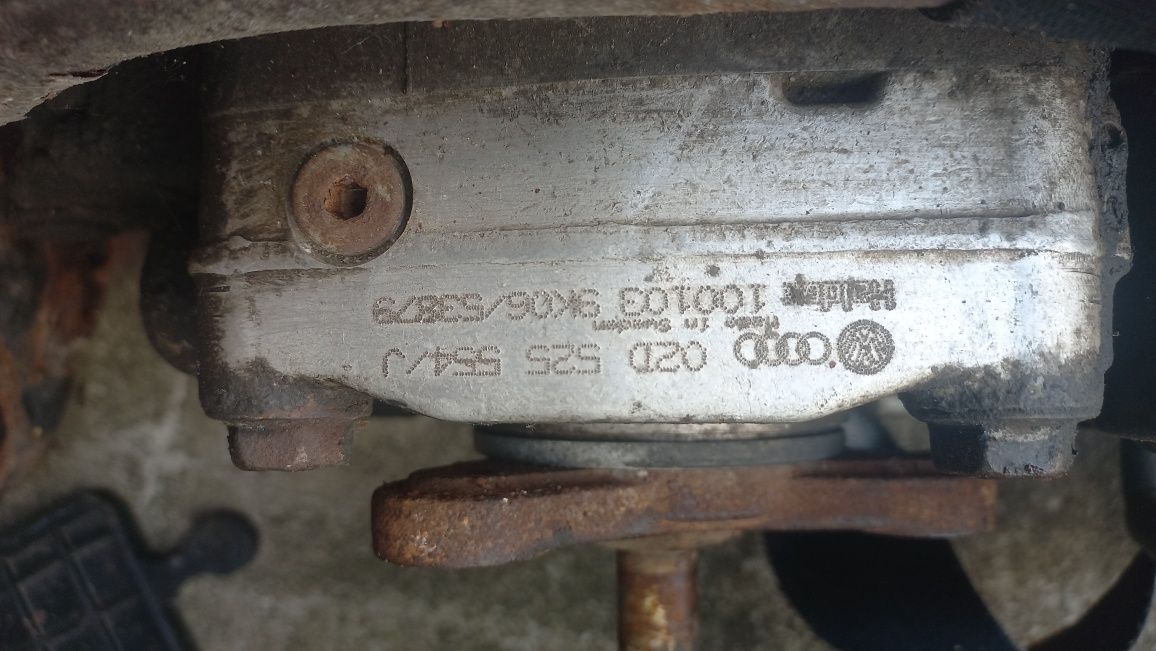 02D 525 554/J
Made in Sweden
Haldex 100103 9K06/53879